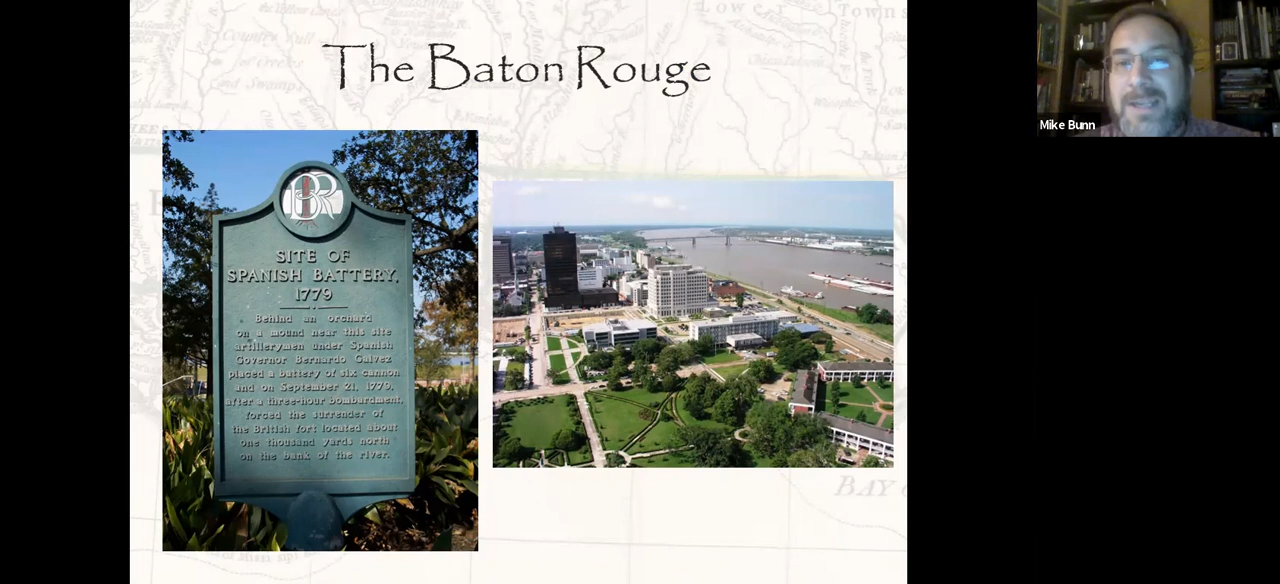 The Baton Rouge
BR
SITE OF
SPANISH BATTERY,
1779
Behind an orchard
on a mound near this site
artillerymen under Spanish
Governor Bernardo Galvez
placed a battery of six cannon
and on September 21, 1779,
after a three-hour bombardment,
forced the surrender of
the British fort located about
one thousand yards north
on the bank of the river.
Mike Bunn
Lower
Towns
BAY